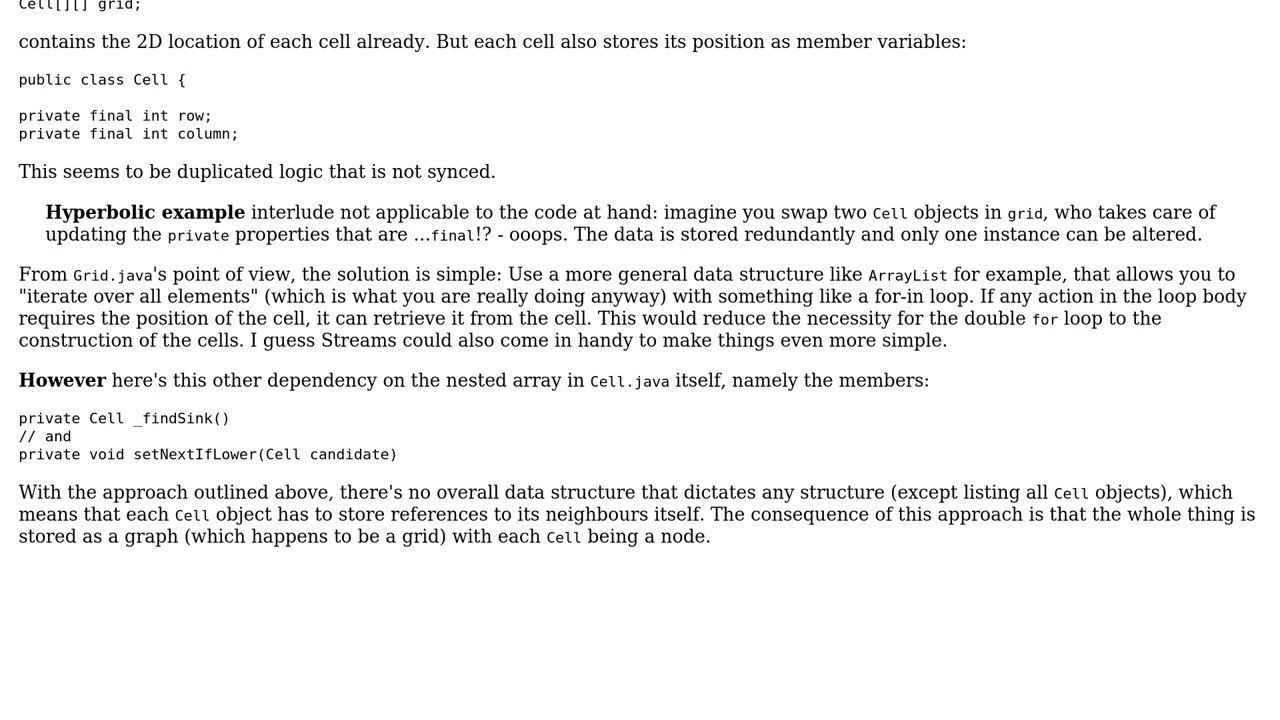 Cell[][] grid;
contains the 2D location of each cell already. But each cell also stores its position as member variables:
public class Cell {
private final int row;
private final int column;
This seems to be duplicated logic that is not synced.
Hyperbolic example interlude not applicable to the code at hand: imagine you swap two Cell objects in grid, who takes care of
updating the private properties that are …final!? - ooops. The data is stored redundantly and only one instance can be altered.
From Grid.java's point of view, the solution is simple: Use a more general data structure like ArrayList for example, that allows you to
"iterate over all elements" (which is what you are really doing anyway) with something like a for-in loop. If any action in the loop body
requires the position of the cell, it can retrieve it from the cell. This would reduce the necessity for the double for loop to the
construction of the cells. I guess Streams could also come in handy to make things even more simple.
However here's this other dependency on the nested array in Cell.java itself, namely the members:
private Cell _findSink()
// and
private void setNextIfLower(Cell candidate)
With the approach outlined above, there's no overall data structure that dictates any structure (except listing all Cell objects), which
means that each Cell object has to store references to its neighbours itself. The consequence of this approach is that the whole thing is
stored as a graph (which happens to be a grid) with each Cell being a node.